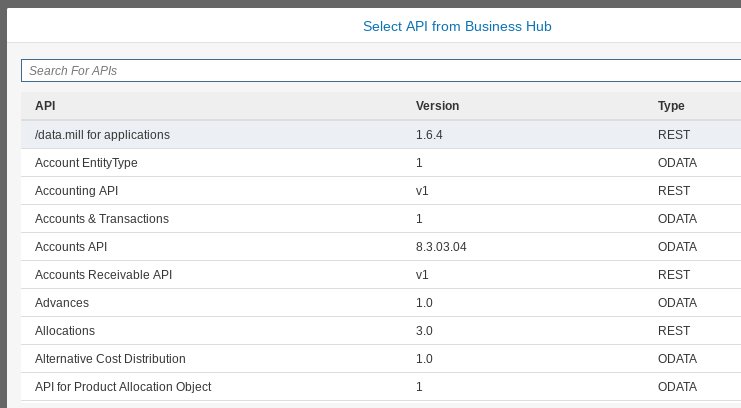 Select API from Business Hub
Search For APIs
API Version Type
/data.mill for applications 1.6.4 REST
Account EntityType 1 ODATA
Accounting API v1 REST
Accounts & Transactions 1 ODATA
Accounts API 8.3.03.04 ODATA
Accounts Receivable API v1 REST
Advances 1.0 ODATA
Allocations 3.0 REST
Alternative Cost Distribution 1.0 ODATA
API for Product Allocation Object 1 ODATA